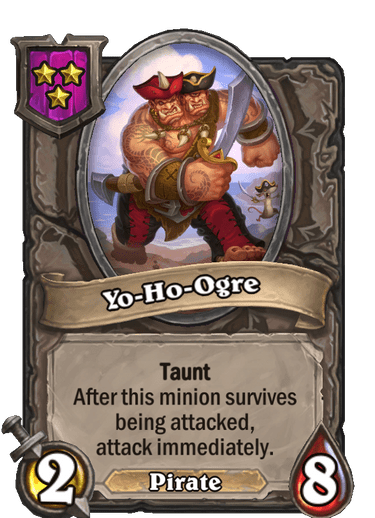 Yo-Ho-Ogre
Taunt
After this minion survives
being attacked,
attack immediately.
2
Pirate
8